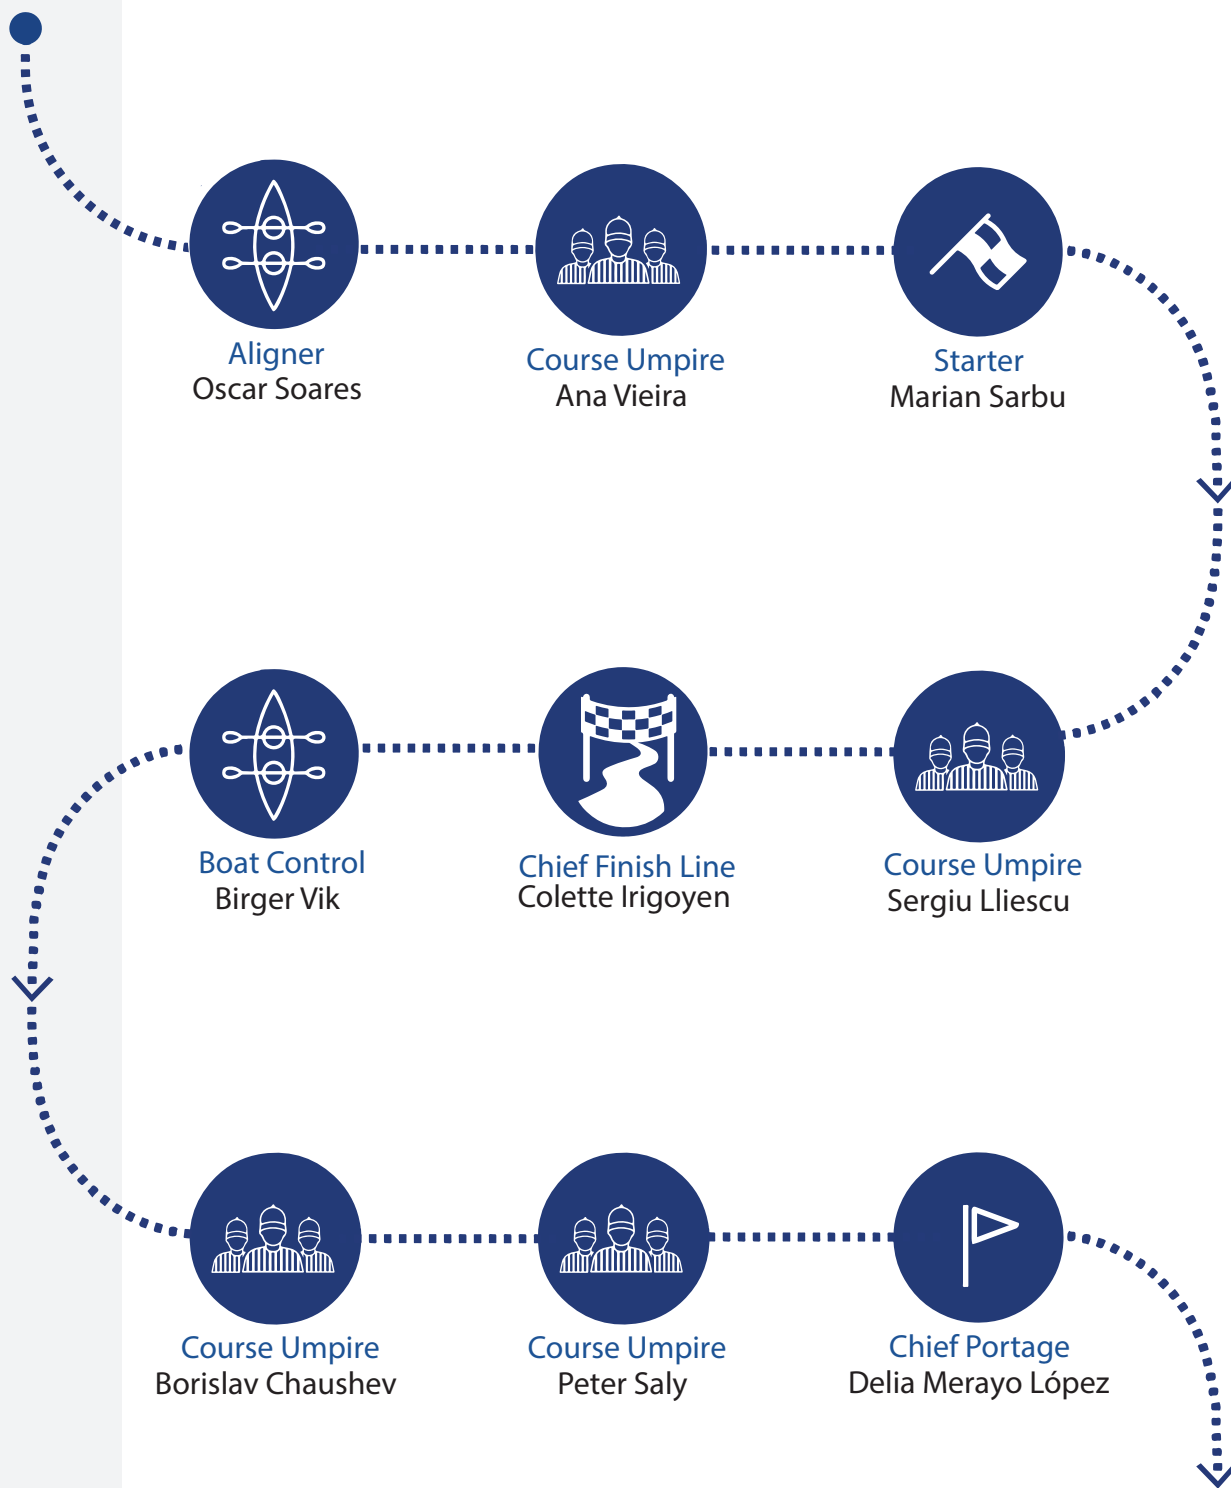 Aligner
Oscar Soares
Course Umpire
Ana Vieira
Starter
Marian Sarbu
Boat Control
Birger Vik
Chief Finish Line
Colette Irigoyen
Course Umpire
Sergiu Lliescu
Course Umpire
Borislav Chaushev
Course Umpire
Peter Saly
Chief Portage
Delia Merayo López